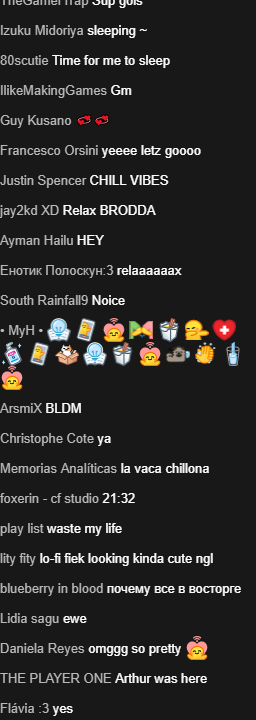 TheGamerTrap Sup gois
Izuku Midoriya sleeping ~
80scutie Time for me to sleep
IlikeMakingGames Gm
Guy Kusano
Francesco Orsini yeeee letz goooo
Justin Spencer CHILL VIBES
jay2kd XD Relax BRODDA
Ayman Hailu HEY
Енотик Полоскун:3 relaaaaaax
South Rainfall9 Noice
• MyH •
ArsmiX BLDM
Christophe Cote ya
Memorias Analíticas la vaca chillona
foxerin - cf studio 21:32
play list waste my life
lity fity lo-fi fiek looking kinda cute ngl
blueberry in blood почему все в восторге
Lidia sagu ewe
Daniela Reyes omggg so pretty
THE PLAYER ONE Arthur was here
Flávia :3 yes